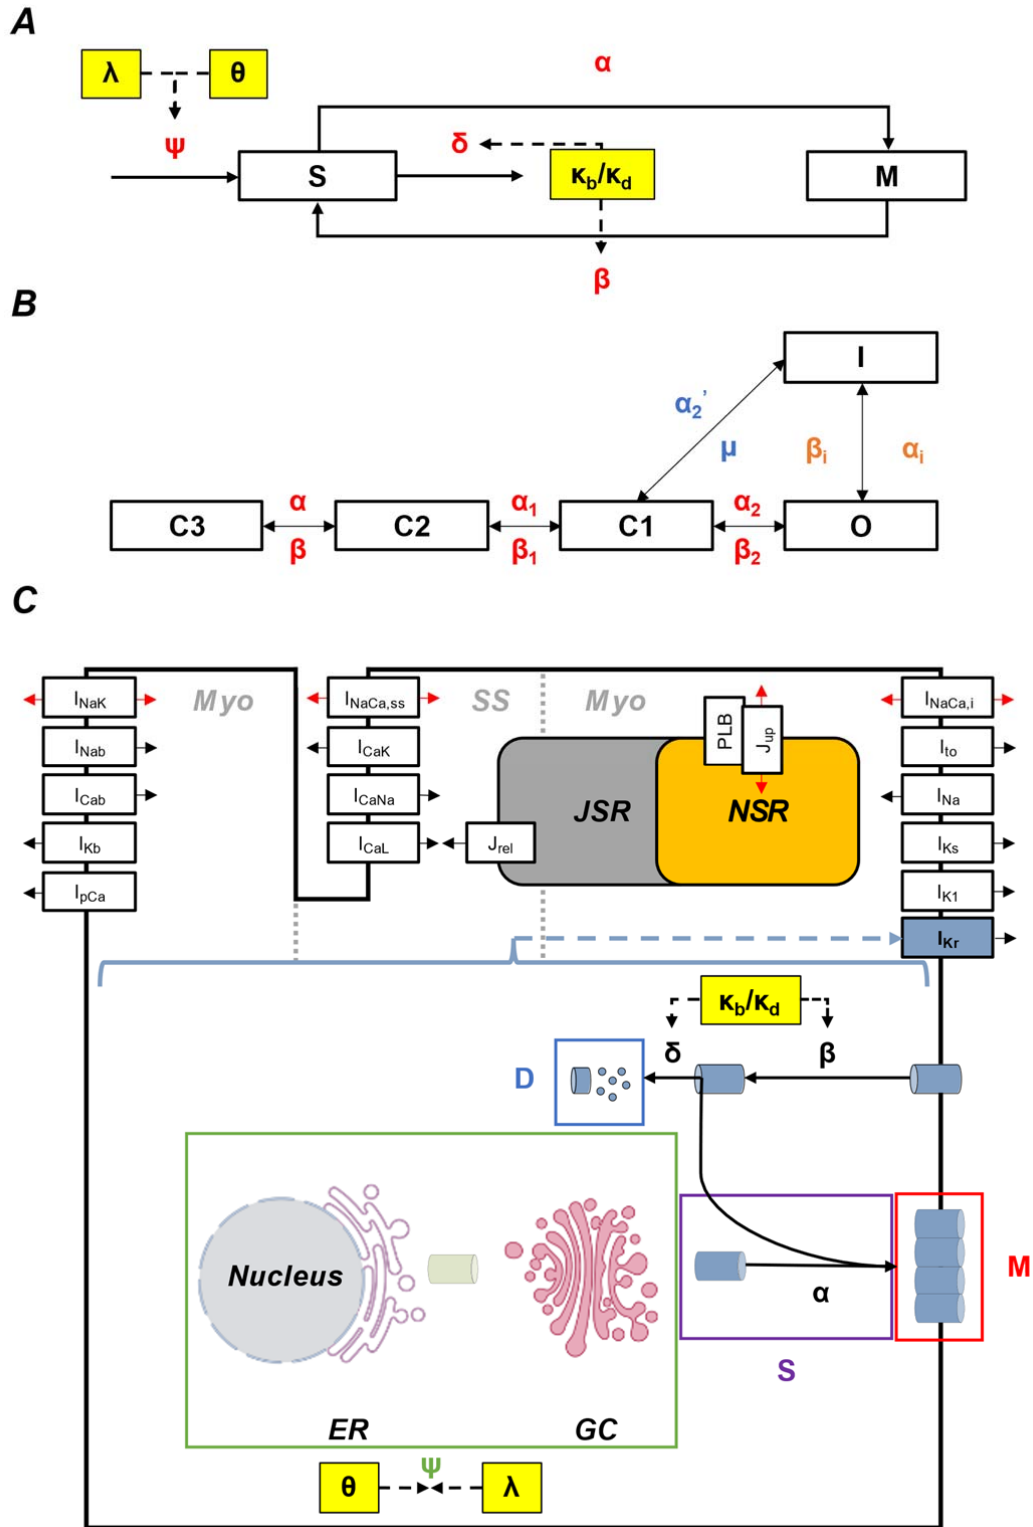 A
λ θ α
ψ S δ κb/κd M
β
B
I
α2' μ βi αi
C3 α β C2 α1 β1 C1 α2 β2 O
C
INaK Myo INaCa,ss SS Myo PLB Jup INaCa,i
INab ICaK Ito
ICab ICaNa JSR NSR INa
IKb ICaL Jrel IKs
IpCa IK1
IKr
κb/κd
δ β
D
Nucleus
M
α
S
ER GC
ψ
θ λ